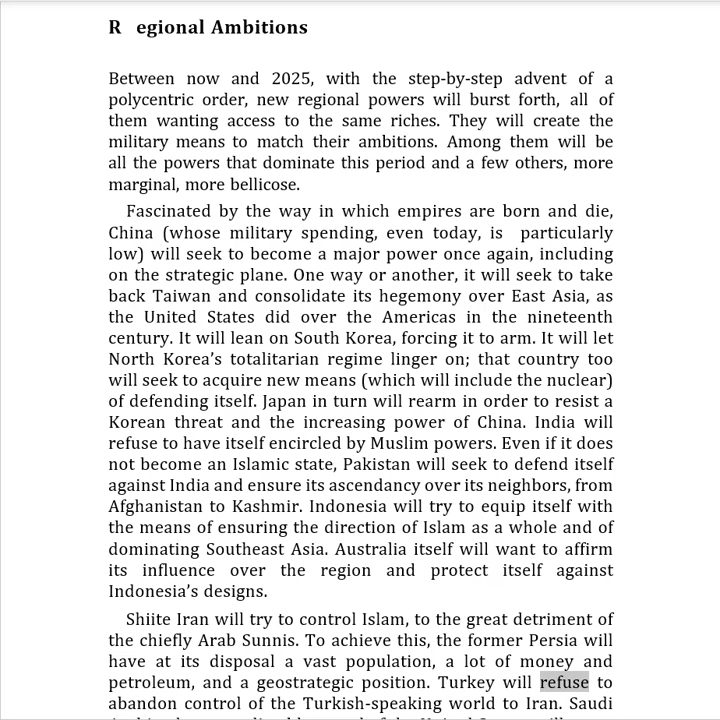 R egional Ambitions
Between now and 2025, with the step-by-step advent of a
polycentric order, new regional powers will burst forth, all of
them wanting access to the same riches. They will create the
military means to match their ambitions. Among them will be
all the powers that dominate this period and a few others, more
marginal, more bellicose.
Fascinated by the way in which empires are born and die,
China (whose military spending, even today, is particularly
low) will seek to become a major power once again, including
on the strategic plane. One way or another, it will seek to take
back Taiwan and consolidate its hegemony over East Asia, as
the United States did over the Americas in the nineteenth
century. It will lean on South Korea, forcing it to arm. It will let
North Korea’s totalitarian regime linger on; that country too
will seek to acquire new means (which will include the nuclear)
of defending itself. Japan in turn will rearm in order to resist a
Korean threat and the increasing power of China. India will
refuse to have itself encircled by Muslim powers. Even if it does
not become an Islamic state, Pakistan will seek to defend itself
against India and ensure its ascendancy over its neighbors, from
Afghanistan to Kashmir. Indonesia will try to equip itself with
the means of ensuring the direction of Islam as a whole and of
dominating Southeast Asia. Australia itself will want to affirm
its influence over the region and protect itself against
Indonesia’s designs.
Shiite Iran will try to control Islam, to the great detriment of
the chiefly Arab Sunnis. To achieve this, the former Persia will
have at its disposal a vast population, a lot of money and
petroleum, and a geostrategic position. Turkey will refuse to
abandon control of the Turkish-speaking world to Iran. Saudi